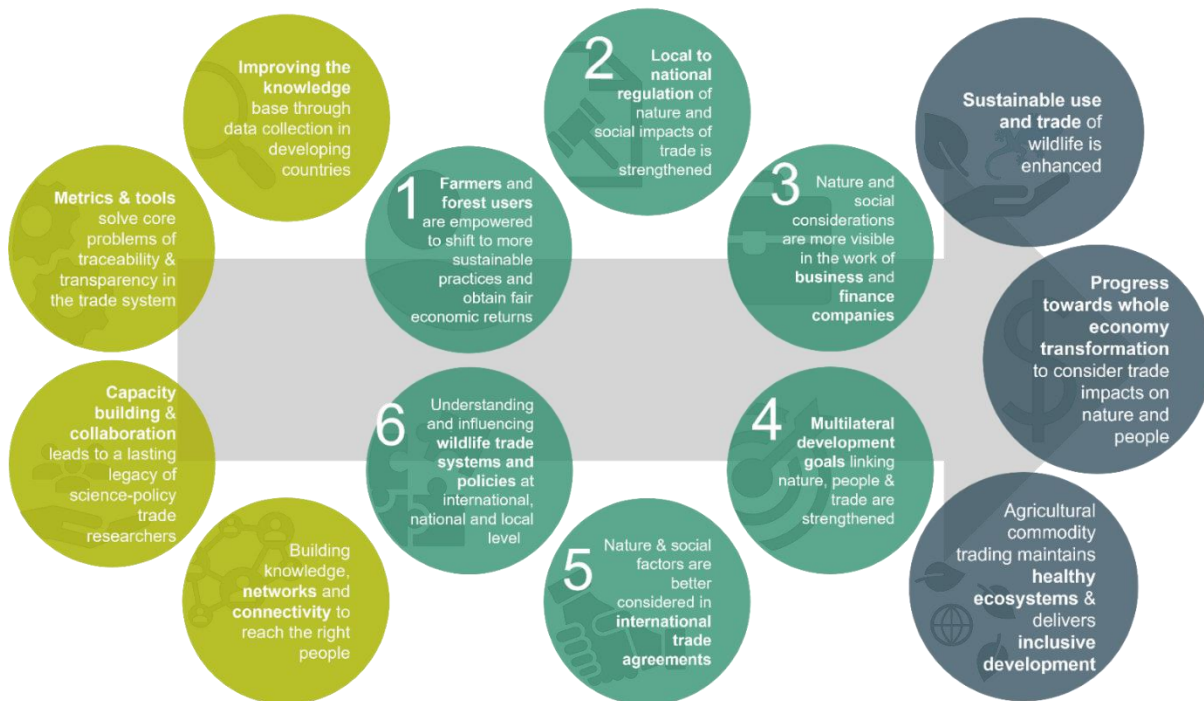 Improving the
knowledge
base through
data collection in
developing
countries
Metrics & tools
solve core
problems of
traceability &
transparency in
the trade system
Capacity
building &
collaboration
leads to a lasting
legacy of
science-policy
trade
researchers
Building
knowledge,
networks and
connectivity to
reach the right
people
1
Farmers and
forest users
are empowered
to shift to more
sustainable
practices and
obtain fair
economic returns
2
Local to
national
regulation of
nature and
social impacts of
trade is
strengthened
3
Nature and
social
considerations
are more visible
in the work of
business and
finance
companies
4
Multilateral
development
goals linking
nature, people &
trade are
strengthened
5
Nature & social
factors are
better
considered in
international
trade
agreements
6
Understanding
and influencing
wildlife trade
systems and
policies at
international,
national and local
level
Sustainable use
and trade of
wildlife is
enhanced
Progress
towards whole
economy
transformation
to consider trade
impacts on
nature and
people
Agricultural
commodity
trading maintains
healthy
ecosystems &
delivers
inclusive
development